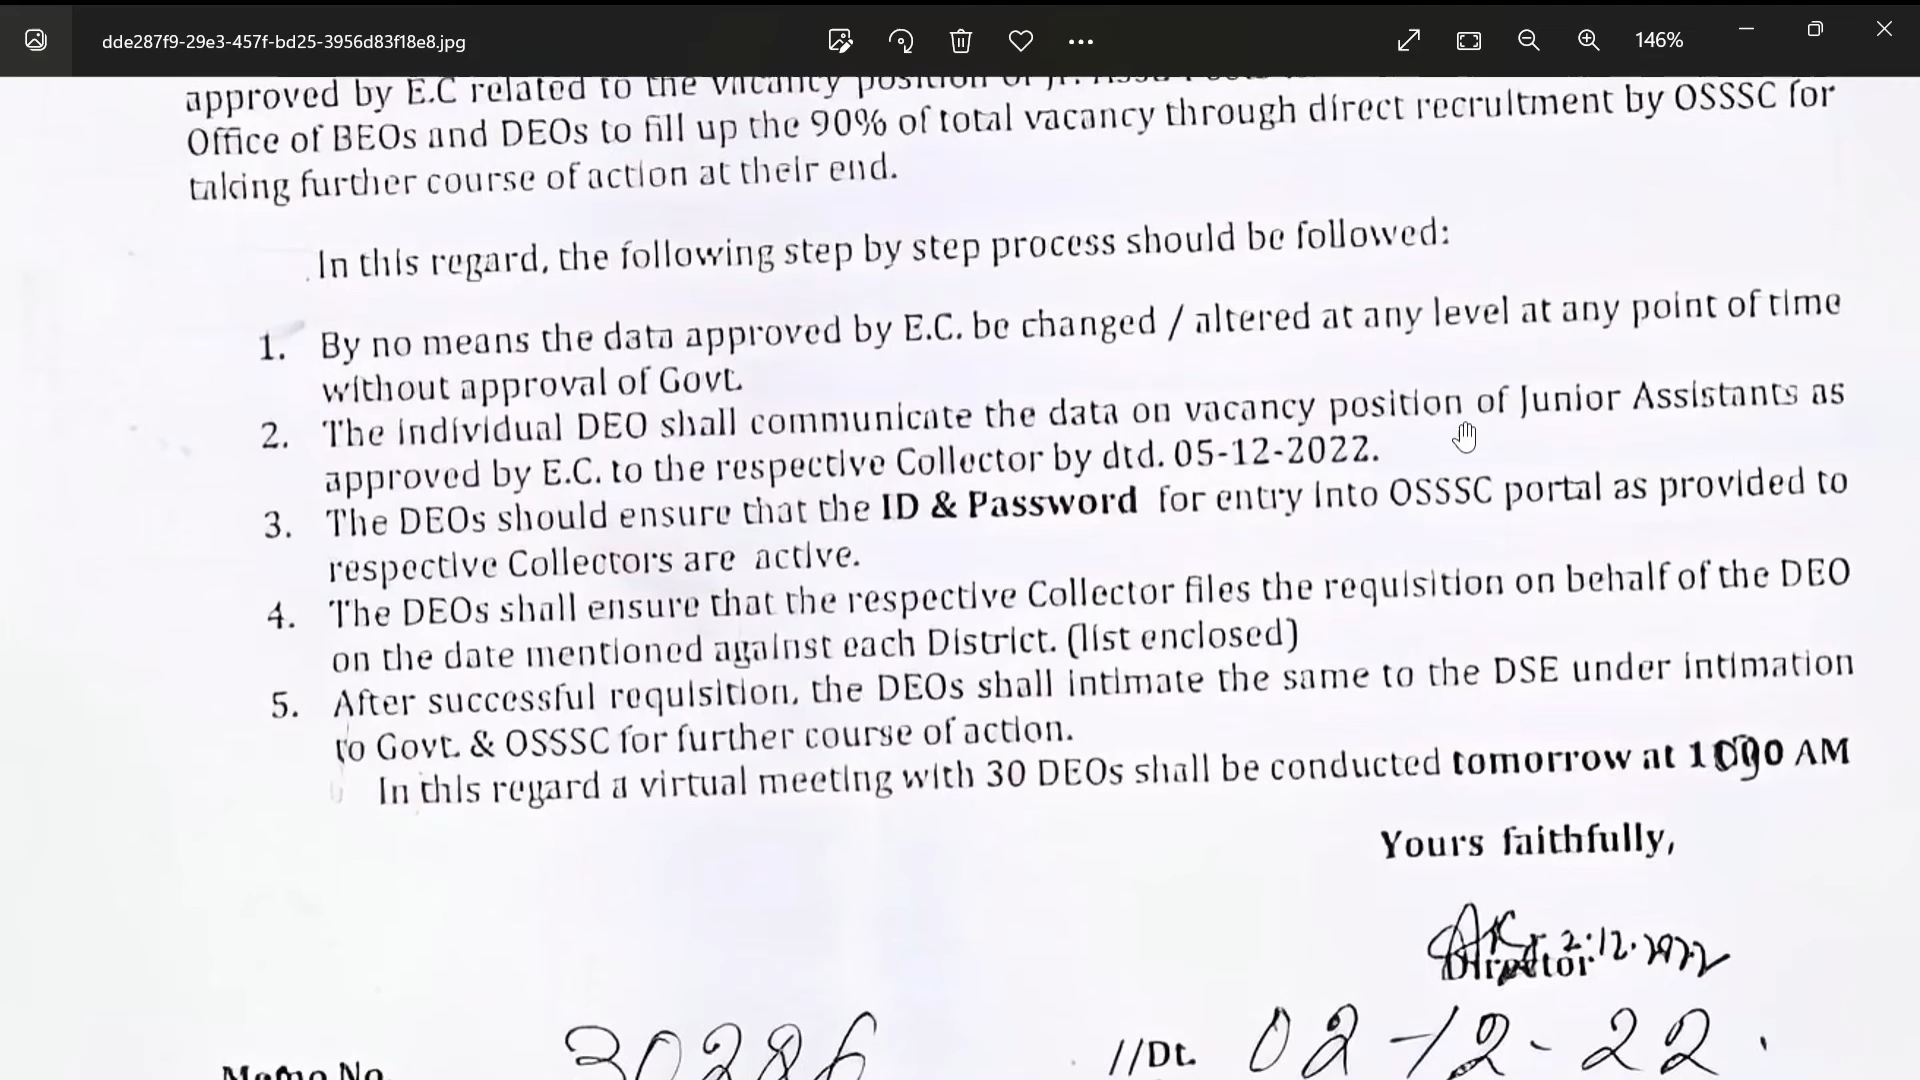 dde287f9-29e3-457f-bd25-3956d83f18e8.jpg
146%
approved by E.C related to the vacancy position of Jr. Asst.
Office of BEOs and DEOs to fill up the 90% of total vacancy through direct recruitment by OSSSC for
taking further course of action at their end.
In this regard, the following step by step process should be followed:
1. By no means the data approved by E.C. be changed / altered at any level at any point of time
without approval of Govt.
2. The individual DEO shall communicate the data on vacancy position of Junior Assistants as
approved by E.C. to the respective Collector by dtd. 05-12-2022.
3. The DEOs should ensure that the ID & Password for entry into OSSSC portal as provided to
respective Collectors are active.
4. The DEOs shall ensure that the respective Collector files the requisition on behalf of the DEO
on the date mentioned against each District. (list enclosed)
5. After successful requisition, the DEOs shall intimate the same to the DSE under intimation
to Govt. & OSSSC for further course of action.
In this regard a virtual meeting with 30 DEOs shall be conducted tomorrow at AM
Yours faithfully,
2.12.2022
Director
Memo No. 30286 //Dt. 02-12-22.